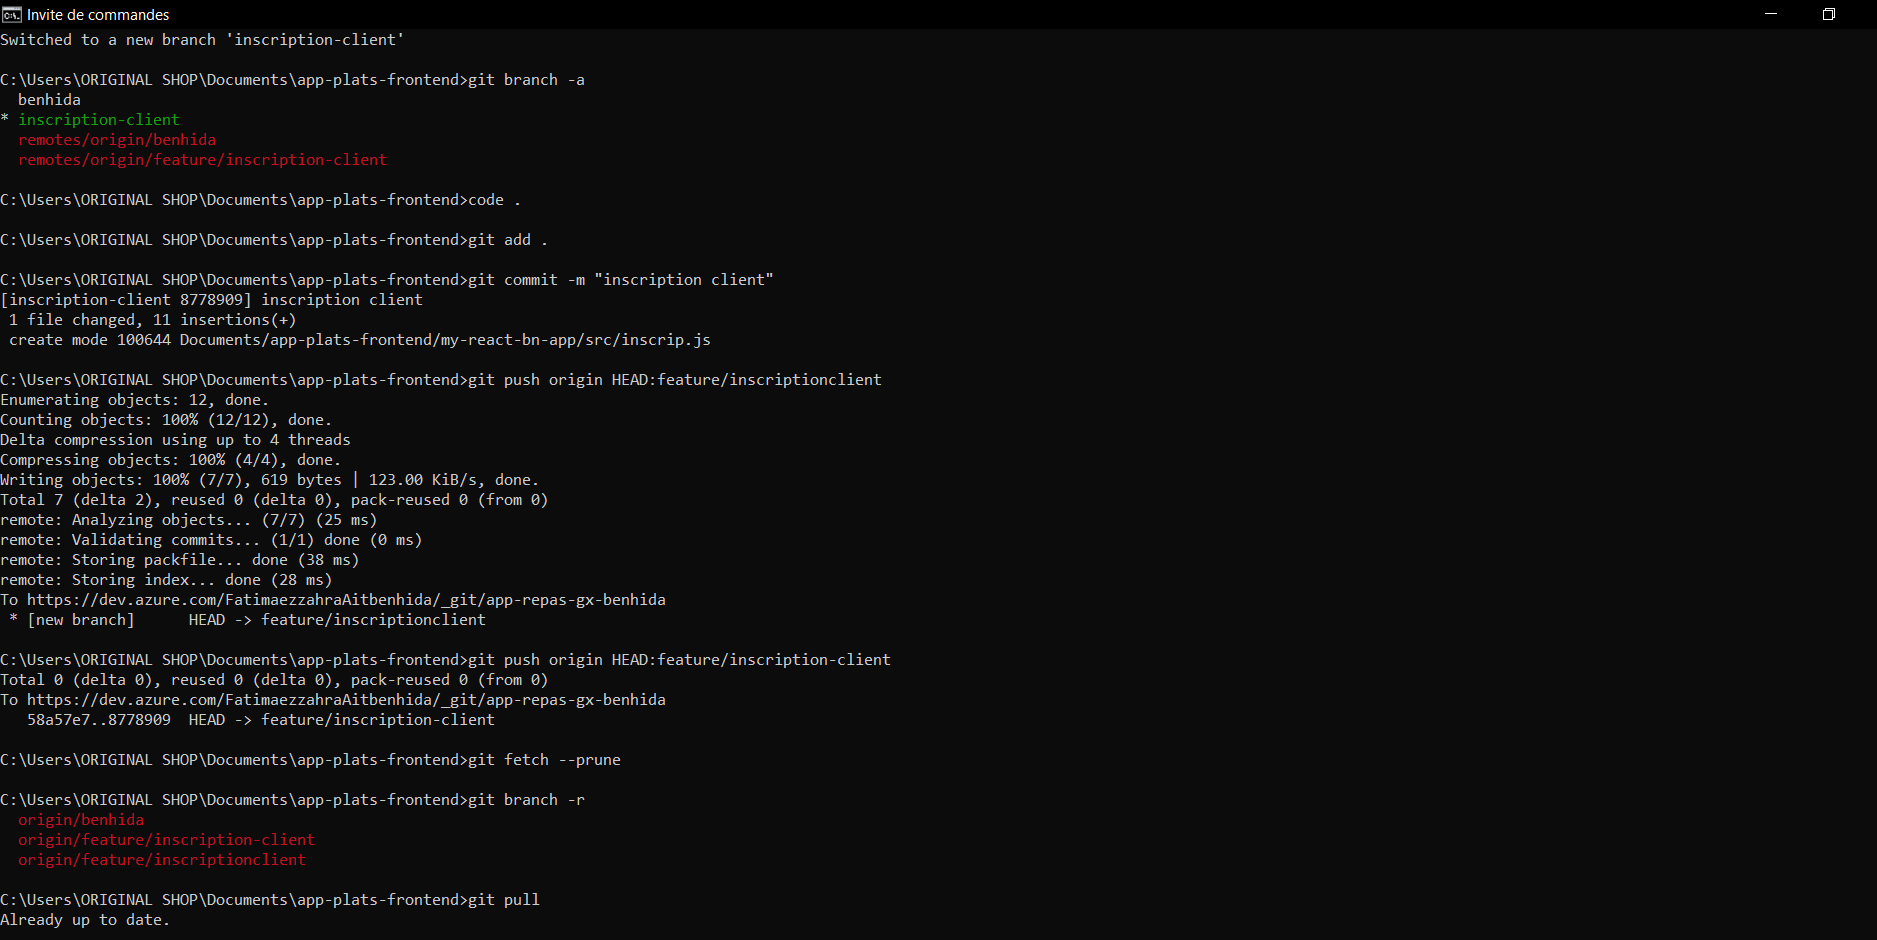 Invite de commandes
Switched to a new branch 'inscription-client'
C:\Users\ORIGINAL SHOP\Documents\app-plats-frontend>git branch -a
  benhida
* inscription-client
  remotes/origin/benhida
  remotes/origin/feature/inscription-client
C:\Users\ORIGINAL SHOP\Documents\app-plats-frontend>code .
C:\Users\ORIGINAL SHOP\Documents\app-plats-frontend>git add .
C:\Users\ORIGINAL SHOP\Documents\app-plats-frontend>git commit -m "inscription client"
[inscription-client 8778909] inscription client
 1 file changed, 11 insertions(+)
 create mode 100644 Documents/app-plats-frontend/my-react-bn-app/src/inscrip.js
C:\Users\ORIGINAL SHOP\Documents\app-plats-frontend>git push origin HEAD:feature/inscriptionclient
Enumerating objects: 12, done.
Counting objects: 100% (12/12), done.
Delta compression using up to 4 threads
Compressing objects: 100% (4/4), done.
Writing objects: 100% (7/7), 619 bytes | 123.00 KiB/s, done.
Total 7 (delta 2), reused 0 (delta 0), pack-reused 0 (from 0)
remote: Analyzing objects... (7/7) (25 ms)
remote: Validating commits... (1/1) done (0 ms)
remote: Storing packfile... done (38 ms)
remote: Storing index... done (28 ms)
To https://dev.azure.com/FatimaezzahraAitbenhida/_git/app-repas-gx-benhida
 * [new branch]      HEAD -> feature/inscriptionclient
C:\Users\ORIGINAL SHOP\Documents\app-plats-frontend>git push origin HEAD:feature/inscription-client
Total 0 (delta 0), reused 0 (delta 0), pack-reused 0 (from 0)
To https://dev.azure.com/FatimaezzahraAitbenhida/_git/app-repas-gx-benhida
   58a57e7..8778909  HEAD -> feature/inscription-client
C:\Users\ORIGINAL SHOP\Documents\app-plats-frontend>git fetch --prune
C:\Users\ORIGINAL SHOP\Documents\app-plats-frontend>git branch -r
  origin/benhida
  origin/feature/inscription-client
  origin/feature/inscriptionclient
C:\Users\ORIGINAL SHOP\Documents\app-plats-frontend>git pull
Already up to date.